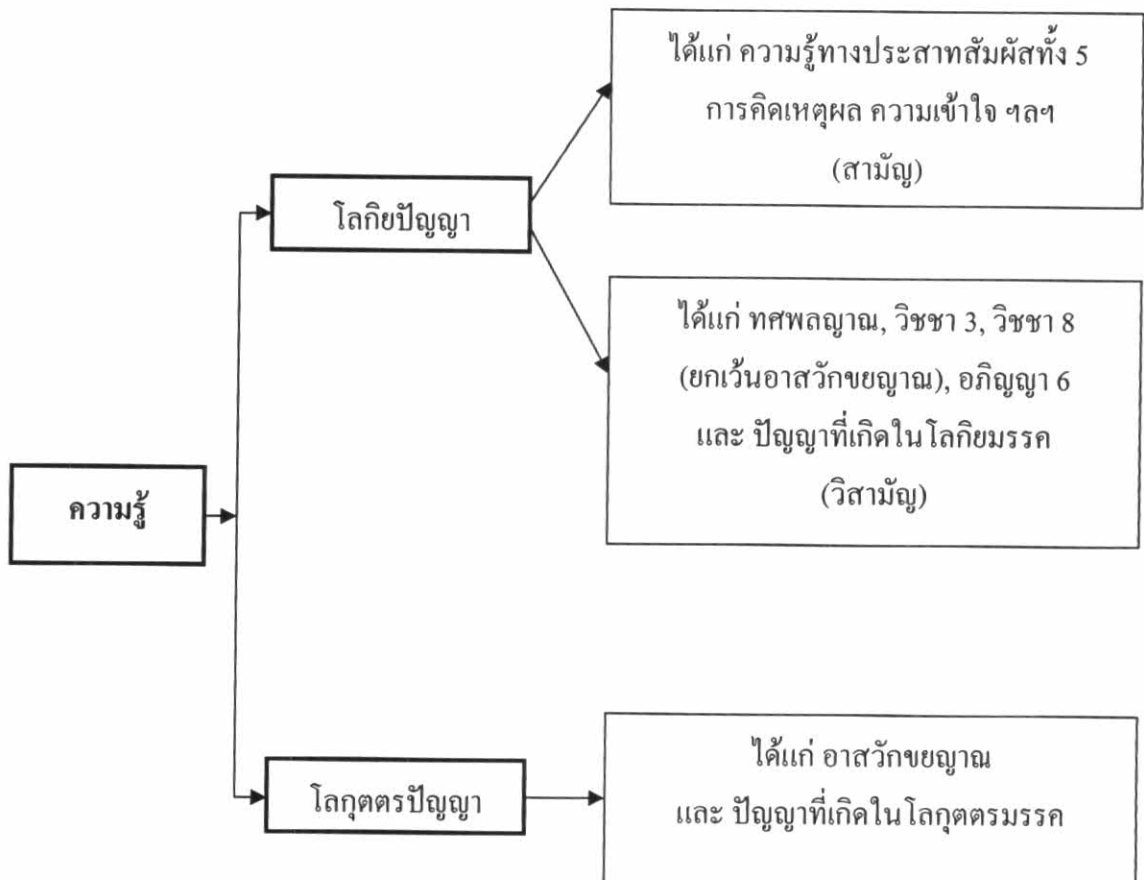 ได้แก่ ความรู้ทางประสาทสัมผัสทั้ง 5
การคิดเหตุผล ความเข้าใจ ฯลฯ
(สามัญ)
โลกิยปัญญา
ได้แก่ ทศพลญาณ, วิชชา 3, วิชชา 8
(ยกเว้นอาสวักขยญาณ), อภิญญา 6
และ ปัญญาที่เกิดในโลกิยมรรค
(วิสามัญ)
ความรู้
โลกุตตรปัญญา
ได้แก่ อาสวักขยญาณ
และ ปัญญาที่เกิดในโลกุตตรมรรค